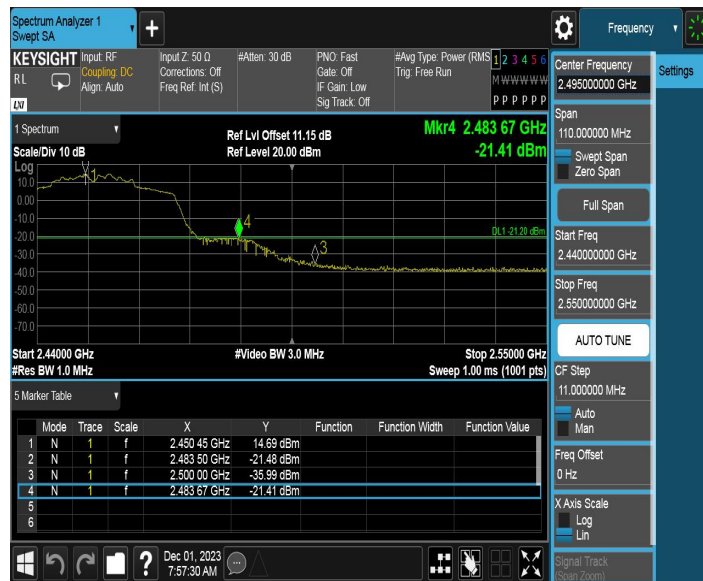 Spectrum Analyzer 1
Swept SA
+
Frequency
KEYSIGHT
RL
LXI
Input: RF
Coupling: DC
Align: Auto
Input Z: 50 Ω
Corrections: Off
Freq Ref: Int (S)
#Atten: 30 dB
PNO: Fast
Gate: Off
IF Gain: Low
Sig Track: Off
#Avg Type: Power (RMS
Trig: Free Run
1 2 3 4 5 6
M W W W W W
P P P P P P
1 Spectrum
Scale/Div 10 dB
Ref Lvl Offset 11.15 dB
Ref Level 20.00 dBm
Mkr4 2.483 67 GHz
-21.41 dBm
Log
10.0
0.00
-10.0
-20.0
-30.0
-40.0
-50.0
-60.0
-70.0
1
4
3
DL1 -21.20 dBm
Start 2.44000 GHz
#Video BW 3.0 MHz
Stop 2.55000 GHz
#Res BW 1.0 MHz
Sweep 1.00 ms (1001 pts)
5 Marker Table
Mode Trace Scale X Y Function Function Width Function Value
1 N 1 f 2.450 45 GHz 14.69 dBm
2 N 1 f 2.483 50 GHz -21.48 dBm
3 N 1 f 2.500 00 GHz -35.99 dBm
4 N 1 f 2.483 67 GHz -21.41 dBm
5
6
?
Dec 01, 2023
7:57:30 AM
Settings
Center Frequency
2.495000000 GHz
Span
110.000000 MHz
Swept Span
Zero Span
Full Span
Start Freq
2.440000000 GHz
Stop Freq
2.550000000 GHz
AUTO TUNE
CF Step
11.000000 MHz
Auto
Man
Freq Offset
0 Hz
X Axis Scale
Log
Lin
Signal Track
(Span Zoom)